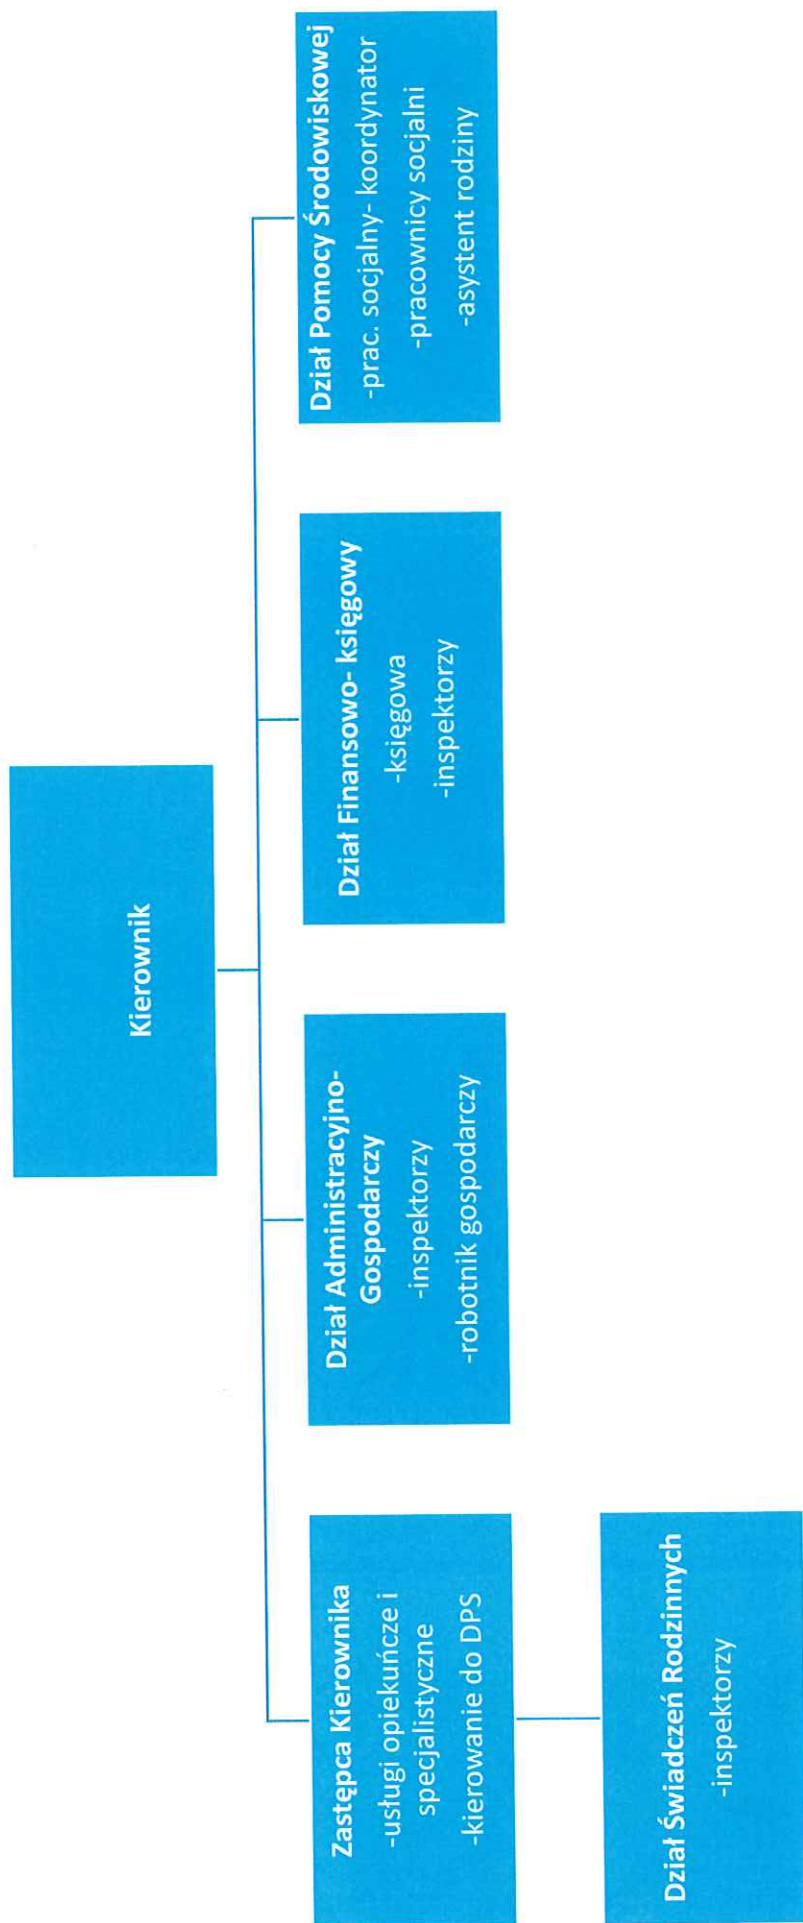 Kierownik
Zastępca Kierownika
-usługi opiekuńcze i
specjalistyczne
-kierowanie do DPS
Dział Administracyjno-
Gospodarczy
-inspektorzy
-robotnik gospodarczy
Dział Finansowo- księgowy
-księgowa
-inspektorzy
Dział Pomocy Środowiskowej
-prac. socjalny- koordynator
-pracownicy socjalni
-asystent rodziny
Dział Świadczeń Rodzinnych
-inspektorzy